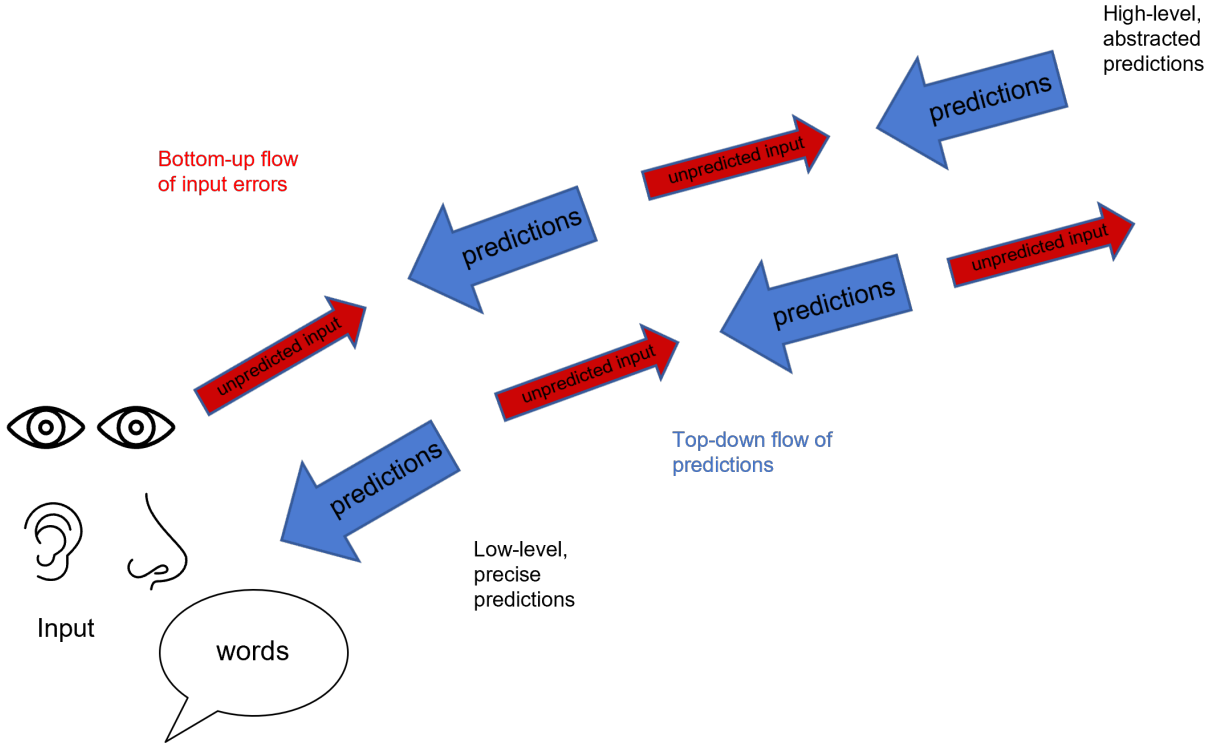 High-level,
abstracted
predictions
predictions
unpredicted input
Bottom-up flow
of input errors
predictions
unpredicted input
predictions
unpredicted input
unpredicted input
Top-down flow of
predictions
predictions
Low-level,
precise
predictions
Input
words